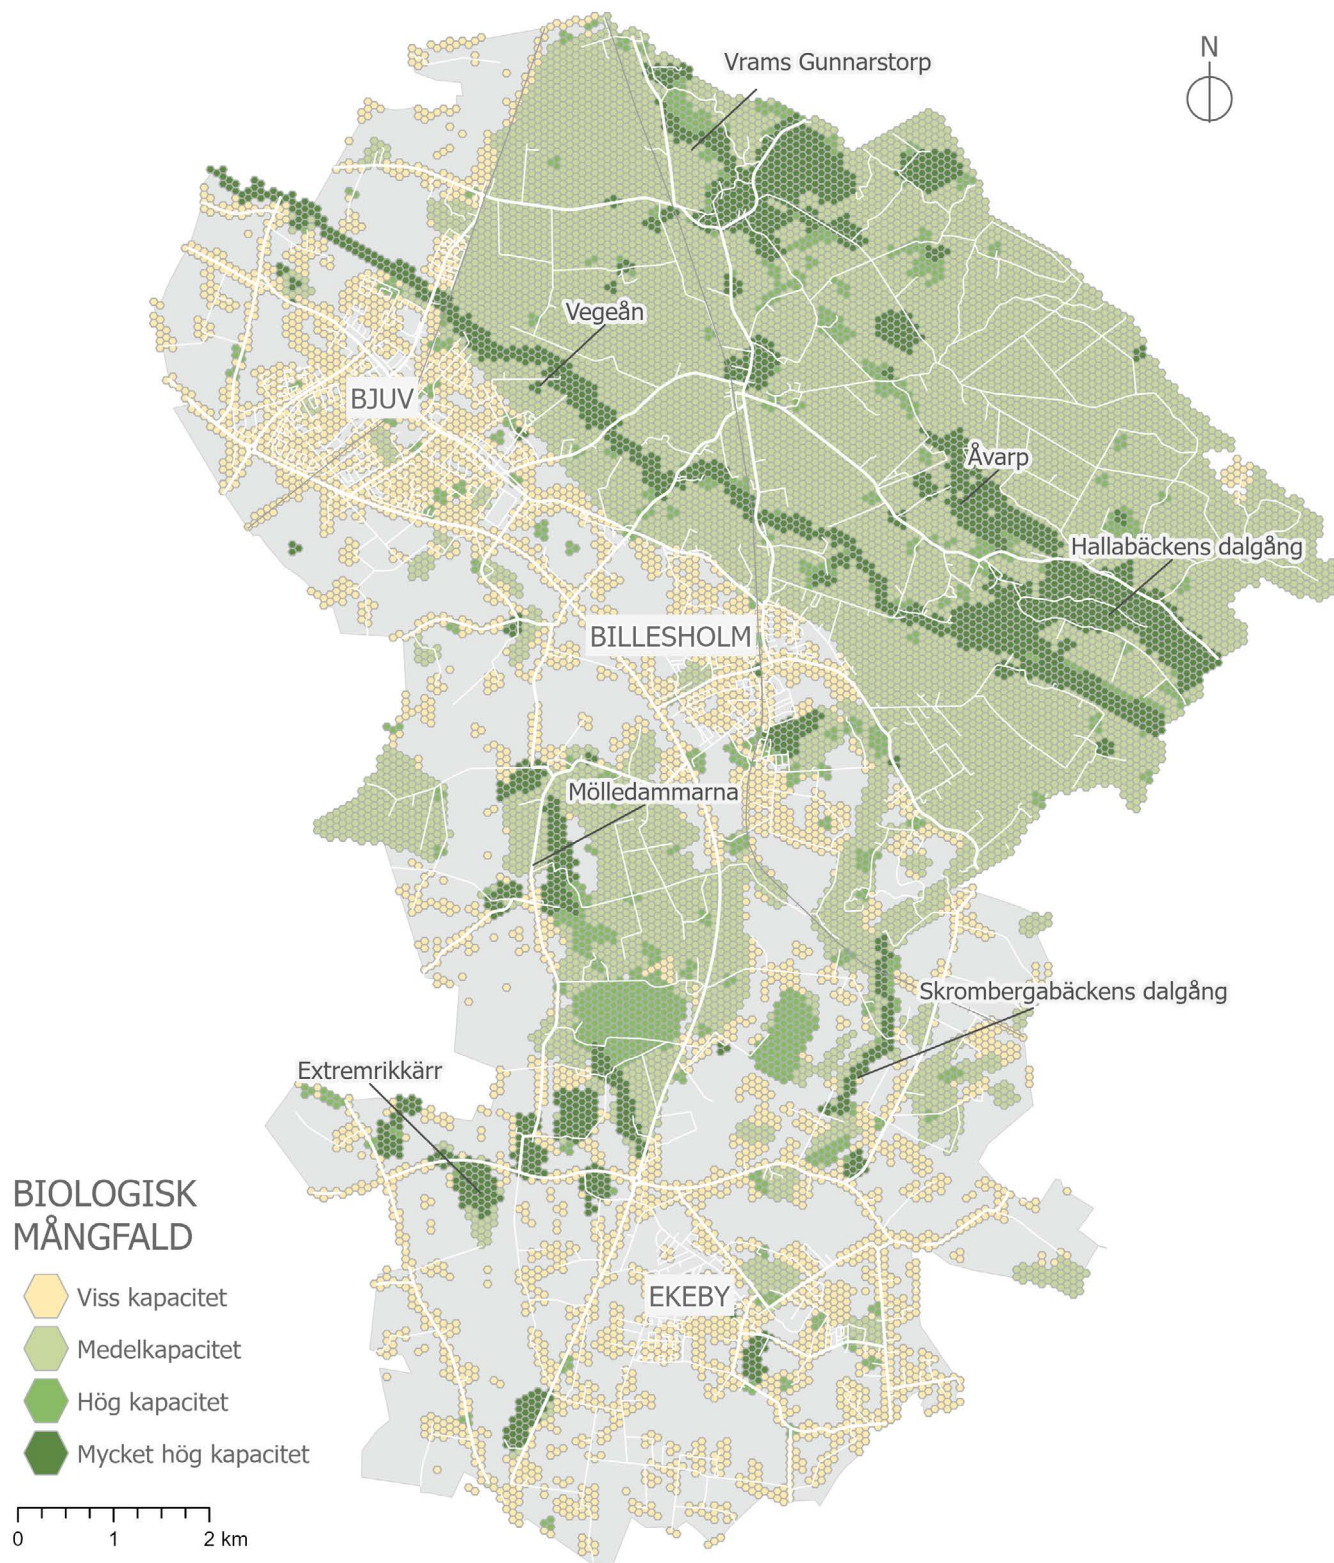 N
Vrams Gunnarstorp
Vegeån
BJUV
Åvarp
Hallabäckens dalgång
BILLESHOLM
Mölledammarna
Skrombergabäckens dalgång
Extremrikkärr
EKEBY
BIOLOGISK
MÅNGFALD
Viss kapacitet
Medelkapacitet
Hög kapacitet
Mycket hög kapacitet
0 1 2 km